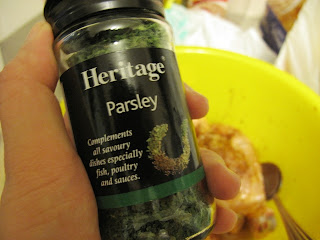 Heritage
Parsley
Complements
all savoury
dishes especially
fish, poultry
and sauces.